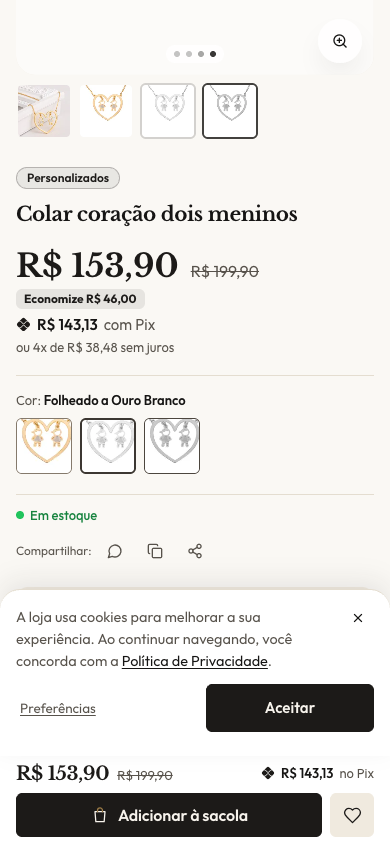 Personalizados
Colar coração dois meninos
R$ 153,90 R$ 199,90
Economize R$ 46,00
R$ 143,13 com Pix
ou 4x de R$ 38,48 sem juros
Cor: Folheado a Ouro Branco
Em estoque
Compartilhar:
A loja usa cookies para melhorar a sua
experiência. Ao continuar navegando, você
concorda com a Política de Privacidade.
Preferências
Aceitar
R$ 153,90 R$ 199,90
R$ 143,13 no Pix
Adicionar à sacola